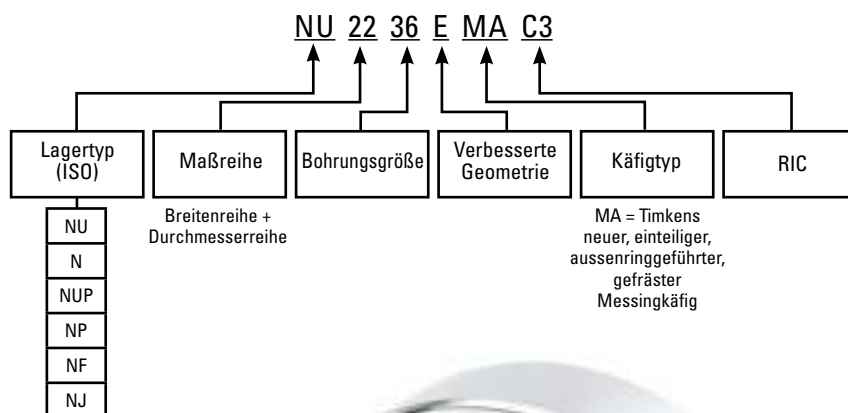 NU 22 36 E MA C3
Lagertyp
(ISO)
Maßreihe
Bohrungsgröße
Verbesserte
Geometrie
Käfigtyp
RIC
Breitenreihe +
Durchmesserreihe
MA = Timkens
neuer, einteiliger,
aussenringgeführter,
gefräster
Messingkäfig
NU
N
NUP
NP
NF
NJ